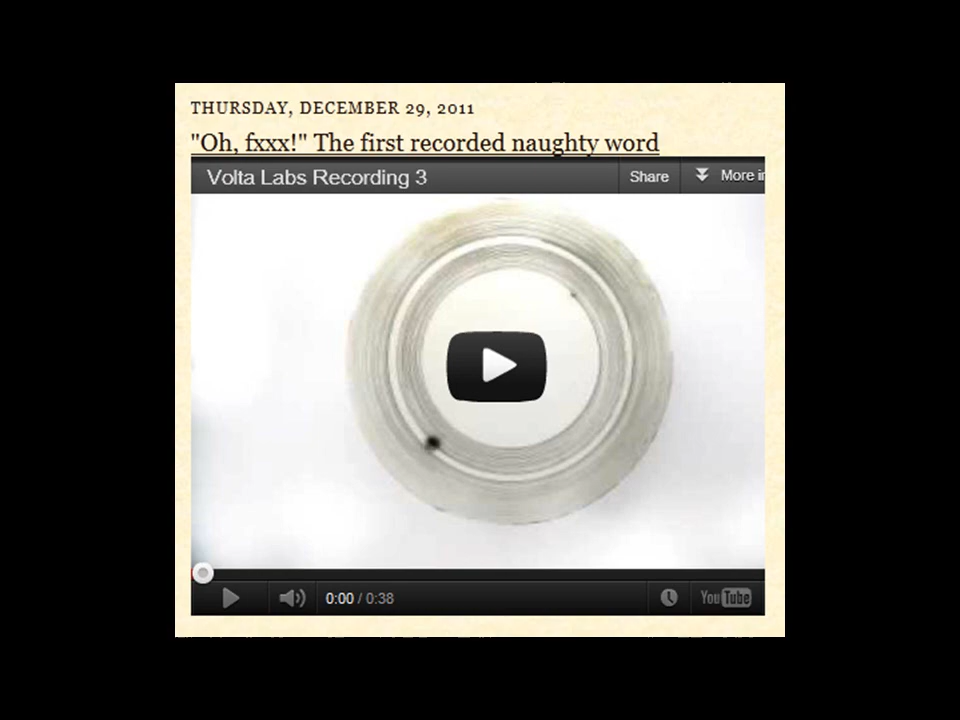 THURSDAY, DECEMBER 29, 2011
"Oh, fxxx!" The first recorded naughty word
Volta Labs Recording 3
Share
More in
0:00 / 0:38
YouTube